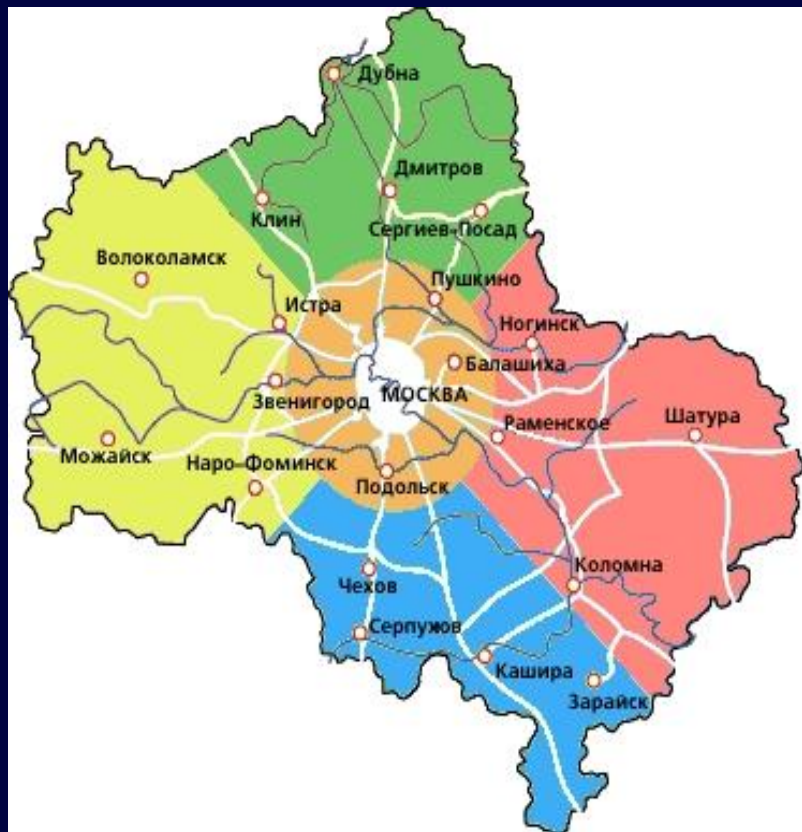 Дубна
Дмитров
Клин
Сергиев-Посад
Волоколамск
Пушкино
Истра
Ногинск
Балашиха
МОСКВА
Звенигород
Раменское
Шатура
Можайск
Наро-Фоминск
Подольск
Коломна
Чехов
Серпухов
Кашира
Зарайск